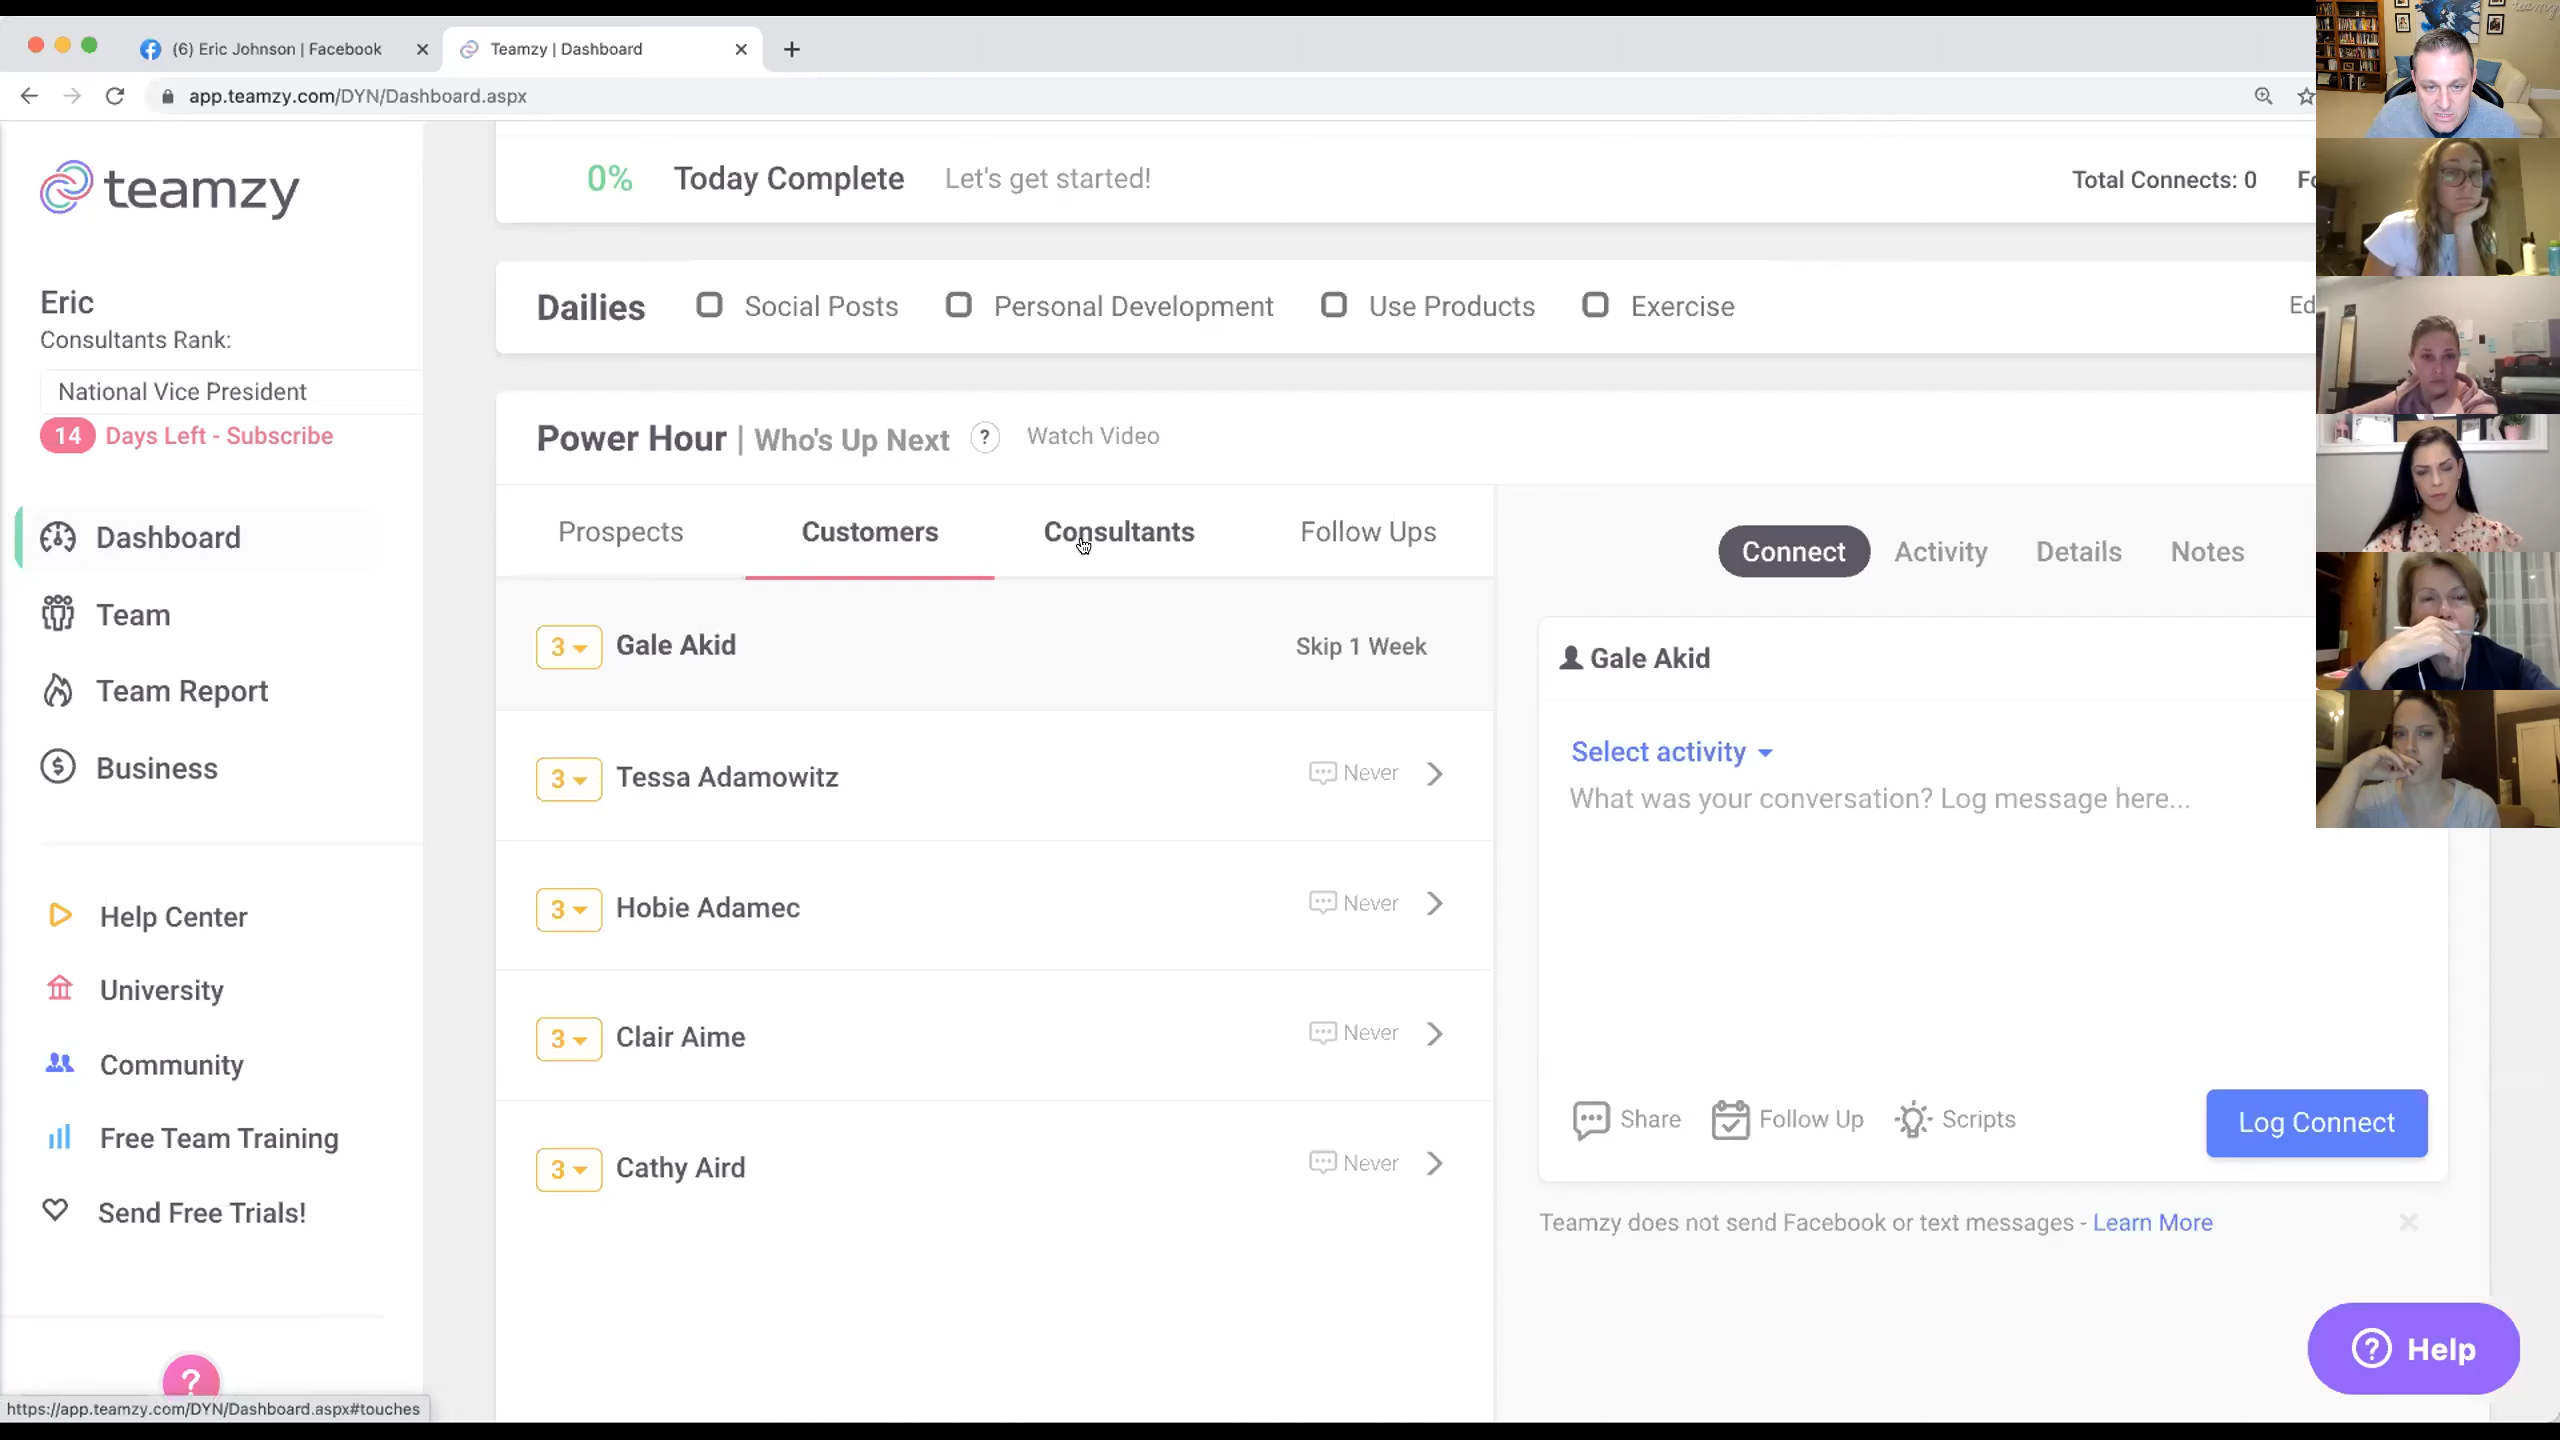 (6) Eric Johnson | Facebook
Teamzy | Dashboard
app.teamzy.com/DYN/Dashboard.aspx
teamzy
Eric
Consultants Rank:
National Vice President
14 Days Left - Subscribe
Dashboard
Team
Team Report
Business
Help Center
University
Community
Free Team Training
Send Free Trials!
?
https://app.teamzy.com/DYN/Dashboard.aspx#touches
0% Today Complete Let's get started!
Total Connects: 0 Fo
Dailies Social Posts Personal Development Use Products Exercise Ed
Power Hour | Who's Up Next ? Watch Video
Prospects Customers Consultants Follow Ups
3 Gale Akid Skip 1 Week
3 Tessa Adamowitz Never
3 Hobie Adamec Never
3 Clair Aime Never
3 Cathy Aird Never
Connect Activity Details Notes
Gale Akid
Select activity
What was your conversation? Log message here...
Share Follow Up Scripts Log Connect
Teamzy does not send Facebook or text messages - Learn More
? Help